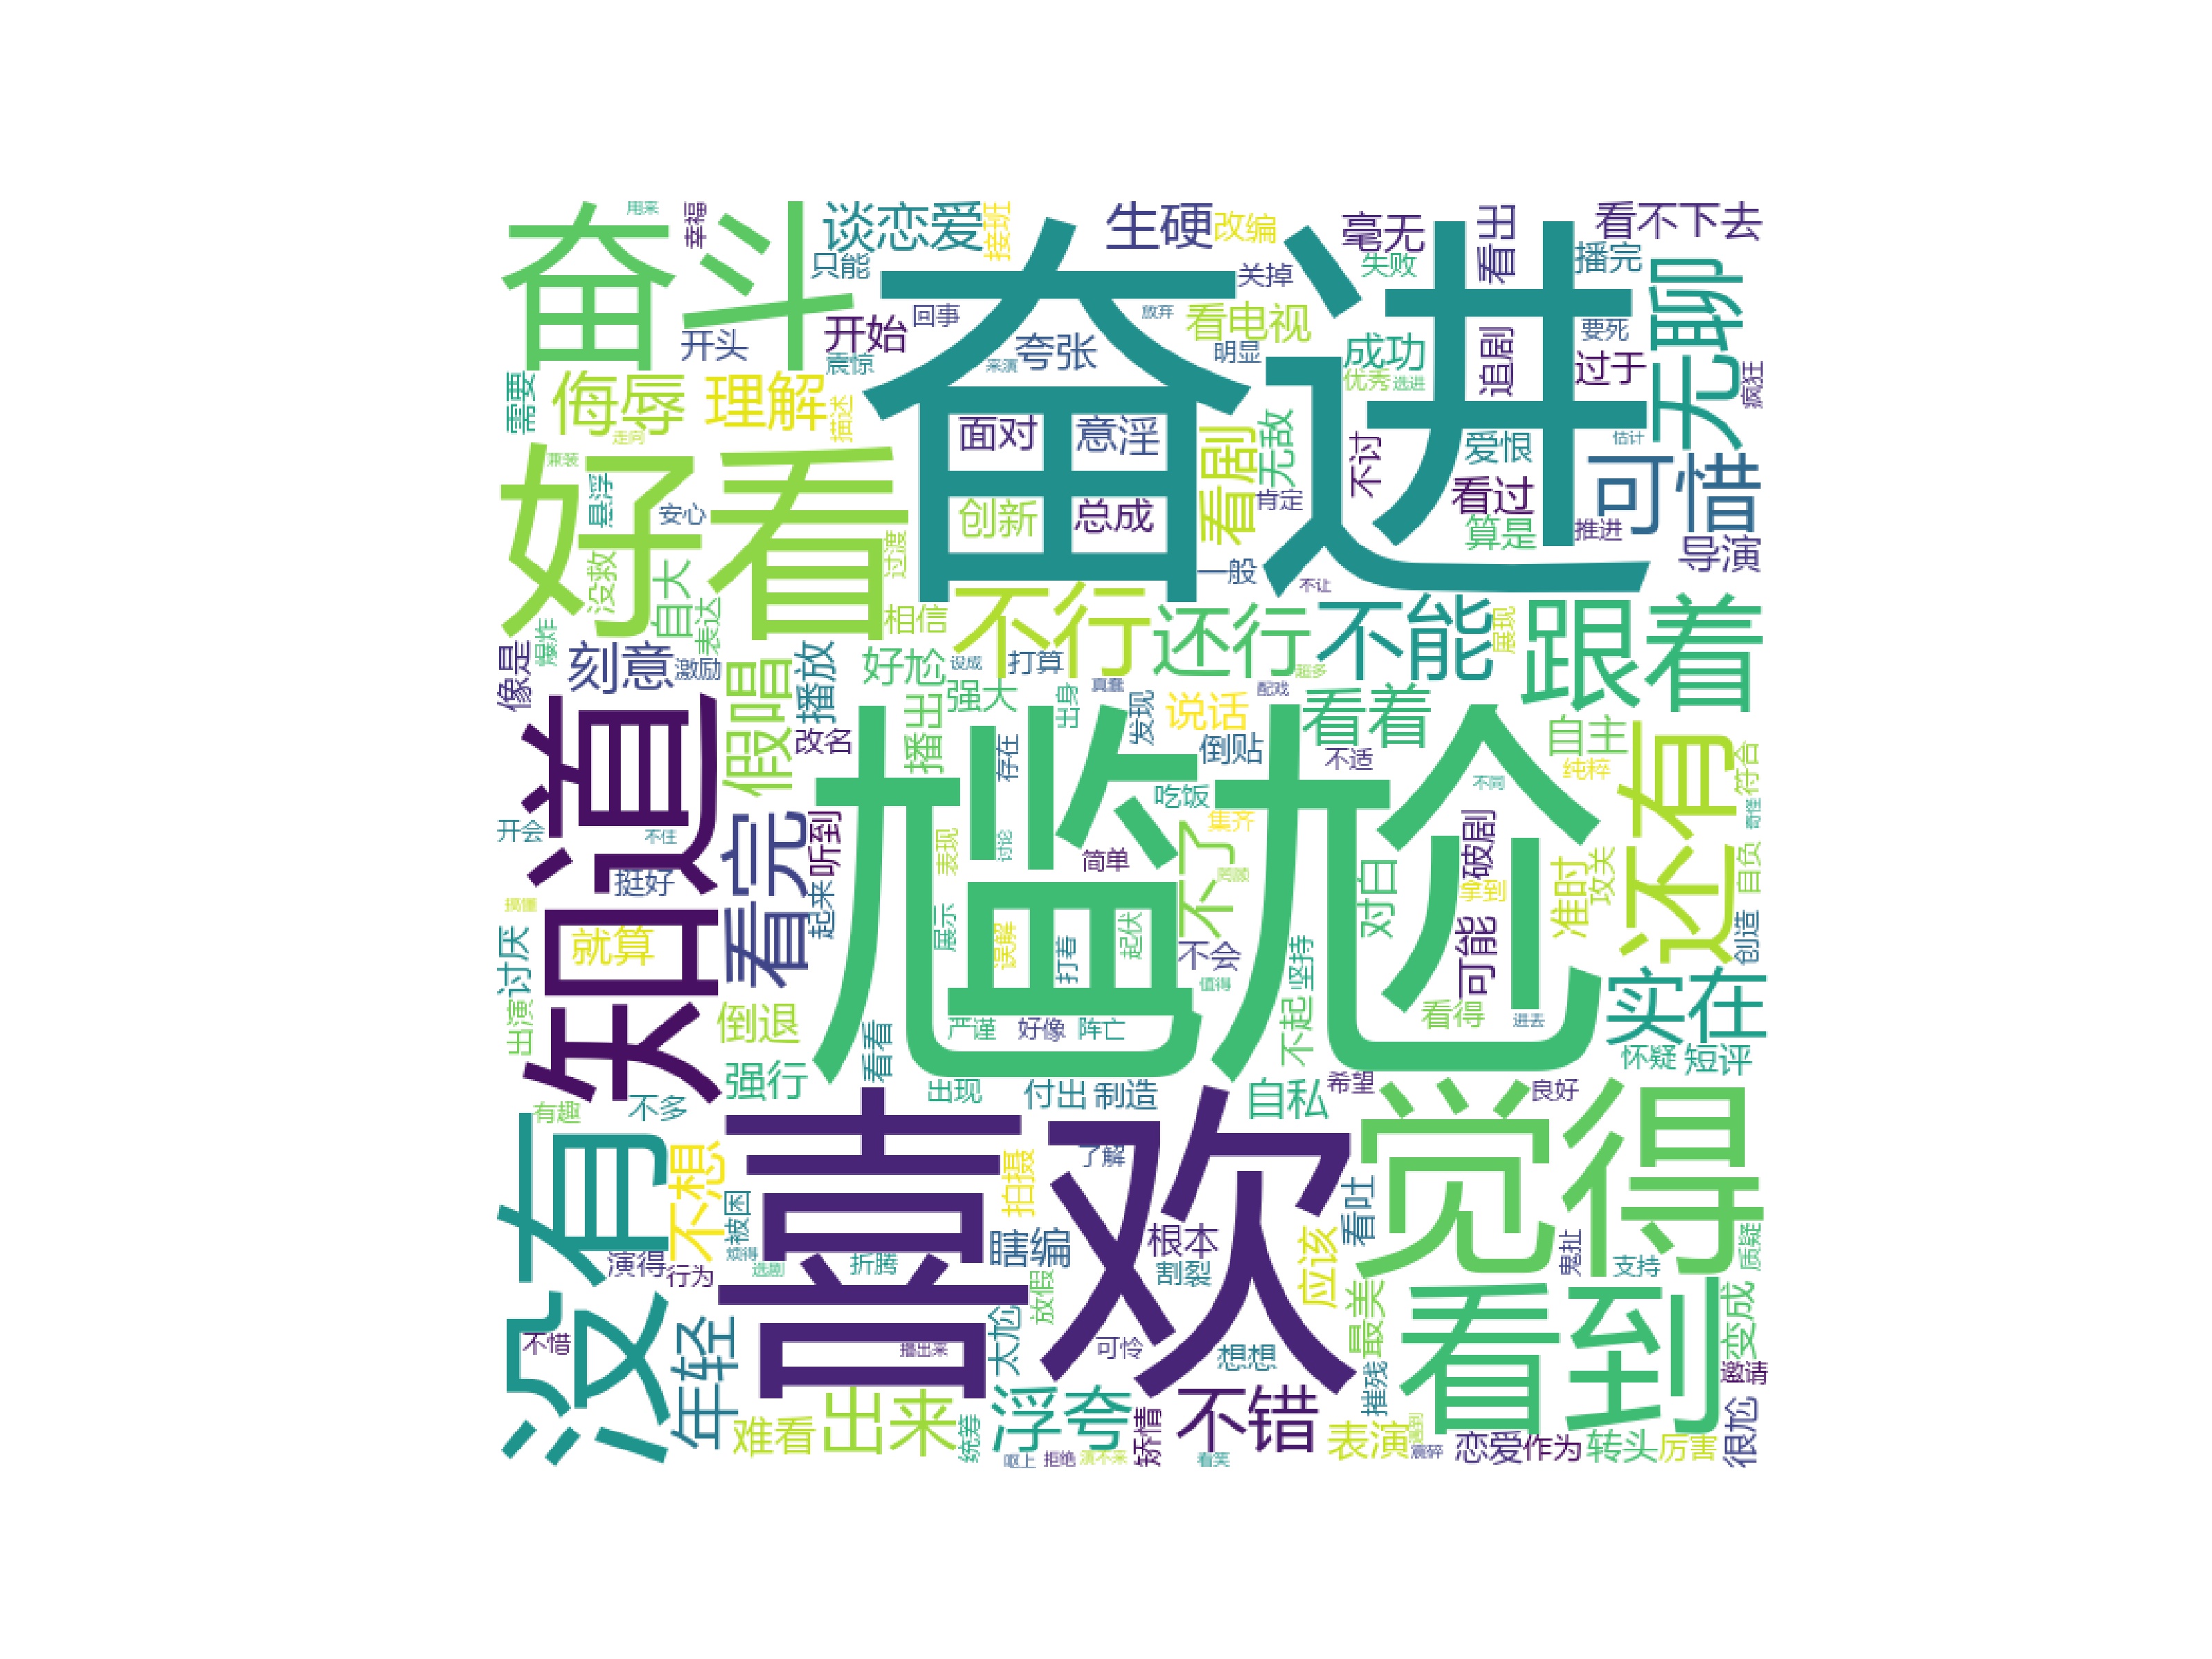 奋斗
用来
幸福
谈恋爱
接班
生硬
改编
毫无
看出
看不下去
只能
关掉
失败
播完
奋进
无聊
开头
开始
回事
放弃
看电视
要死
震惊
夸张
来演
明显
成功
追剧
过于
需要
侮辱
理解
描述
优秀
选进
疯狂
走问
面对
意淫
看剧
无敌
不讨
爱恨
估计
好看
兼装
悬浮
安心
创新
总成
肯定
看过
可惜
算是
推进
过渡
导演
没救
自大
一般
不让
爆炸
表达
相信
不行
还行
不能
展现
跟着
像是
刻意
激励
假唱
播放
好尬
设成
打算
超多
知道
强大
真蠢
配戏
播出
出身
发现
说话
看着
改名
存在
倒贴
不适
自主
纯粹
符合
还有
尴尬
吃饭
不同
开会
不住
看完
听到
表现
讨论
简单
集齐
不了
破剧
奇怪
挺好
对白
拿到
准时
攻关
自负
就算
起来
展示
误解
打着
起伏
不会
坚持
可能
创造
讨厌
值得
实在
出演
倒退
看看
严谨
好像
阵亡
不起
看得
进去
怀疑
短评
强行
出现
付出
制造
自私
希望
良好
有趣
不多
没有
不想
喜欢
了解
觉得
被困
拍摄
看吐
演得
行为
选剧
折腾
瞎编
根本
割裂
应该
鬼扯
支持
质疑
放假
最美
看到
变成
不惜
年轻
播出来
太尬
可怜
想想
摧残
邀请
难看
出来
统筹
浮夸
矫情
不错
表演
恋爱
作为
转头
厉害
很尬
呕上
拒绝
演不来
看笑